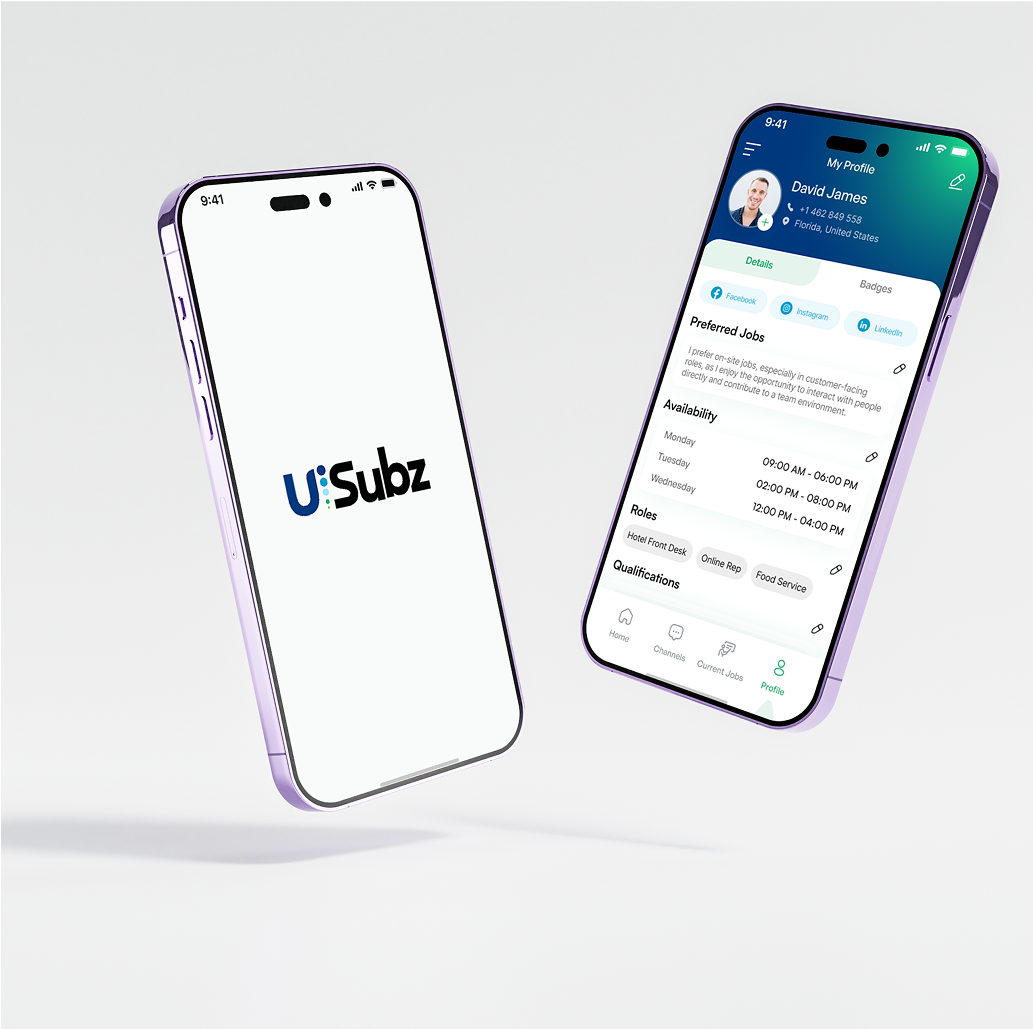 9:41
USubz
9:41
My Profile
David James
+1 462 849 558
Florida, United States
Details
Badges
Facebook
Instagram
LinkedIn
Preferred Jobs
I prefer on-site jobs, especially in customer-facing
roles, as I enjoy the opportunity to interact with people
directly and contribute to a team environment.
Availability
Monday
09:00 AM - 06:00 PM
Tuesday
02:00 PM - 08:00 PM
Wednesday
12:00 PM - 04:00 PM
Roles
Hotel Front Desk
Online Rep
Food Service
Qualifications
Home
Channels
Current Jobs
Profile